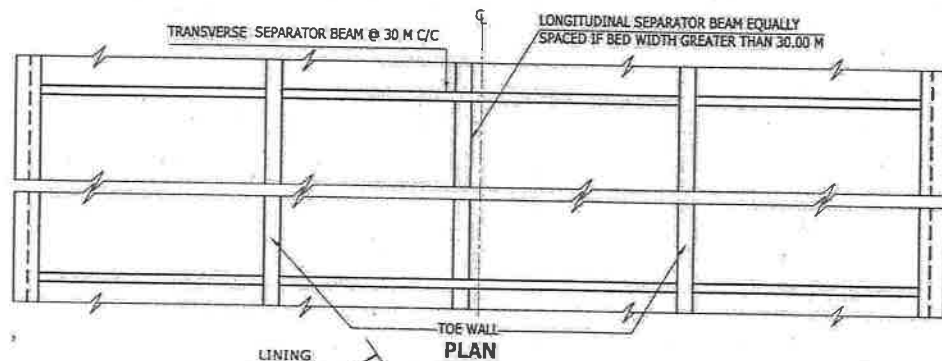 ℄
TRANSVERSE SEPARATOR BEAM @ 30 M C/C
LONGITUDINAL SEPARATOR BEAM EQUALLY
SPACED IF BED WIDTH GREATER THAN 30.00 M
TOE WALL
PLAN
LINING